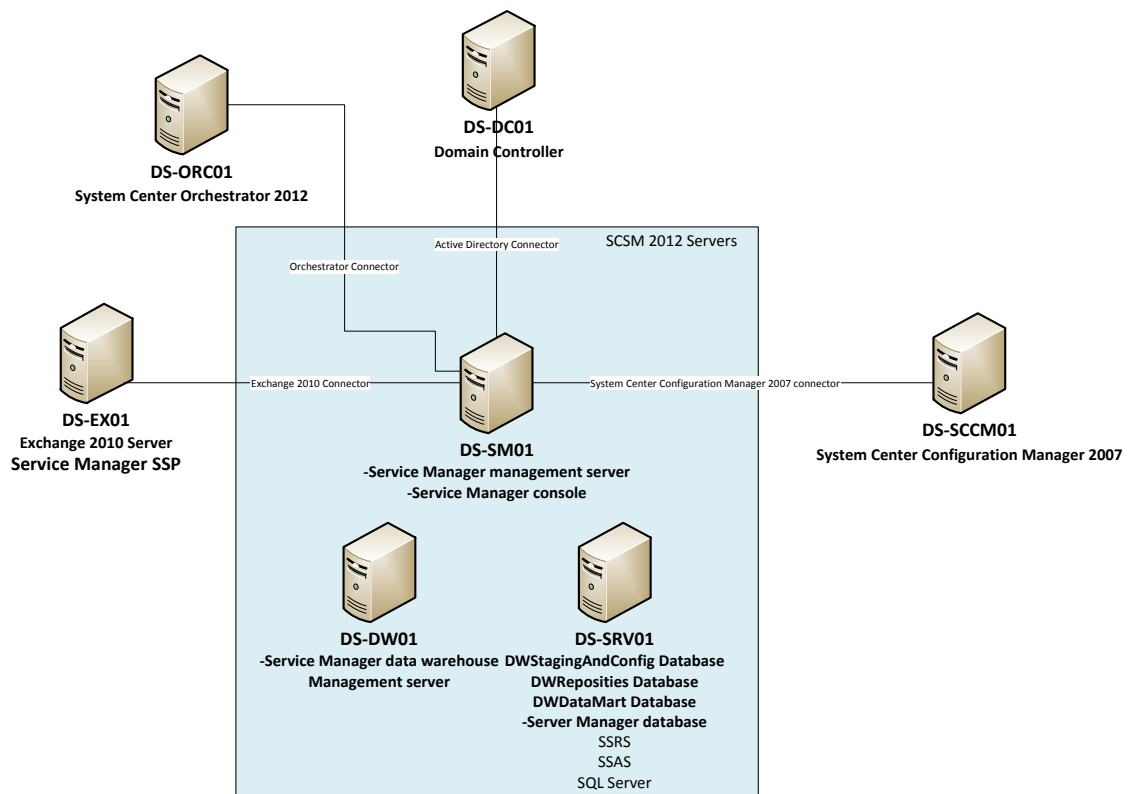 DS-DC01
Domain Controller
DS-ORC01
System Center Orchestrator 2012
SCSM 2012 Servers
Active Directory Connector
Orchestrator Connector
Exchange 2010 Connector
System Center Configuration Manager 2007 connector
DS-EX01
Exchange 2010 Server
Service Manager SSP
DS-SM01
-Service Manager management server
-Service Manager console
DS-SCCM01
System Center Configuration Manager 2007
DS-DW01
-Service Manager data warehouse
Management server
DS-SRV01
DWStagingAndConfig Database
DWReposities Database
DWDataMart Database
-Server Manager database
SSRS
SSAS
SQL Server